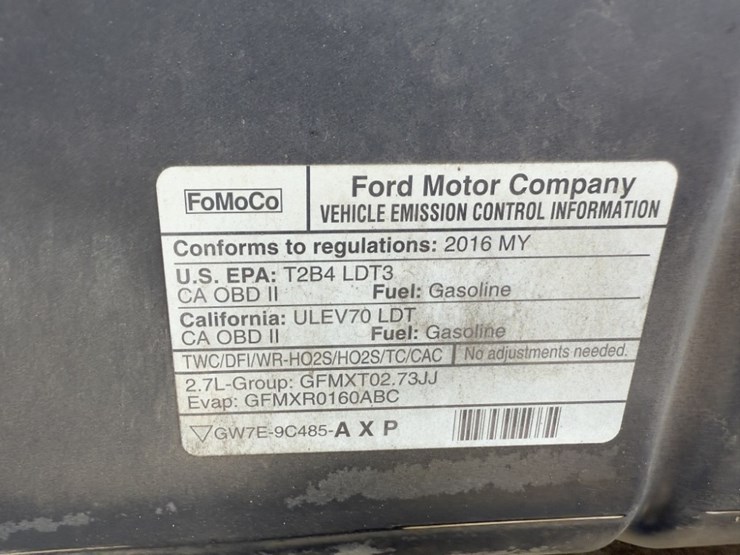 FoMoCo
Ford Motor Company
VEHICLE EMISSION CONTROL INFORMATION
Conforms to regulations: 2016 MY
U.S. EPA: T2B4 LDT3
CA OBD II Fuel: Gasoline
California: ULEV70 LDT
CA OBD II Fuel: Gasoline
TWC/DFI/WR-HO2S/HO2S/TC/CAC No adjustments needed.
2.7L-Group: GFMXT02.73JJ
Evap: GFMXR0160ABC
GW7E-9C485-A X P